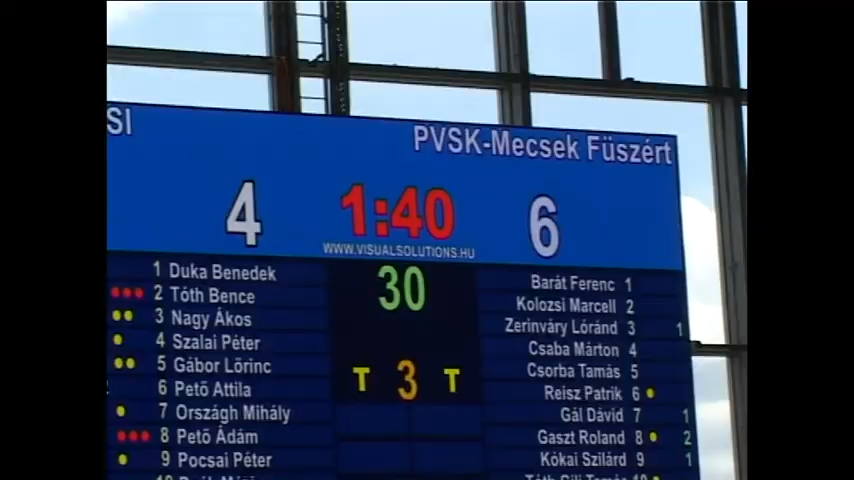 SI
PVSK-Mecsek Füszért
4 1:40 6
WWW.VISUALSOLUTIONS.HU
30
T 3 T
1 Duka Benedek
2 Tóth Bence
3 Nagy Ákos
4 Szalai Péter
5 Gábor Lőrinc
6 Pető Attila
7 Országh Mihály
8 Pető Ádám
9 Pocsai Péter
Barát Ferenc 1
Kolozsi Marcell 2
Zerinváry Lóránd 3 1
Csaba Márton 4
Csorba Tamás 5
Reisz Patrik 6
Gál Dávid 7 1
Gaszt Roland 8 2
Kókai Szilárd 9 1